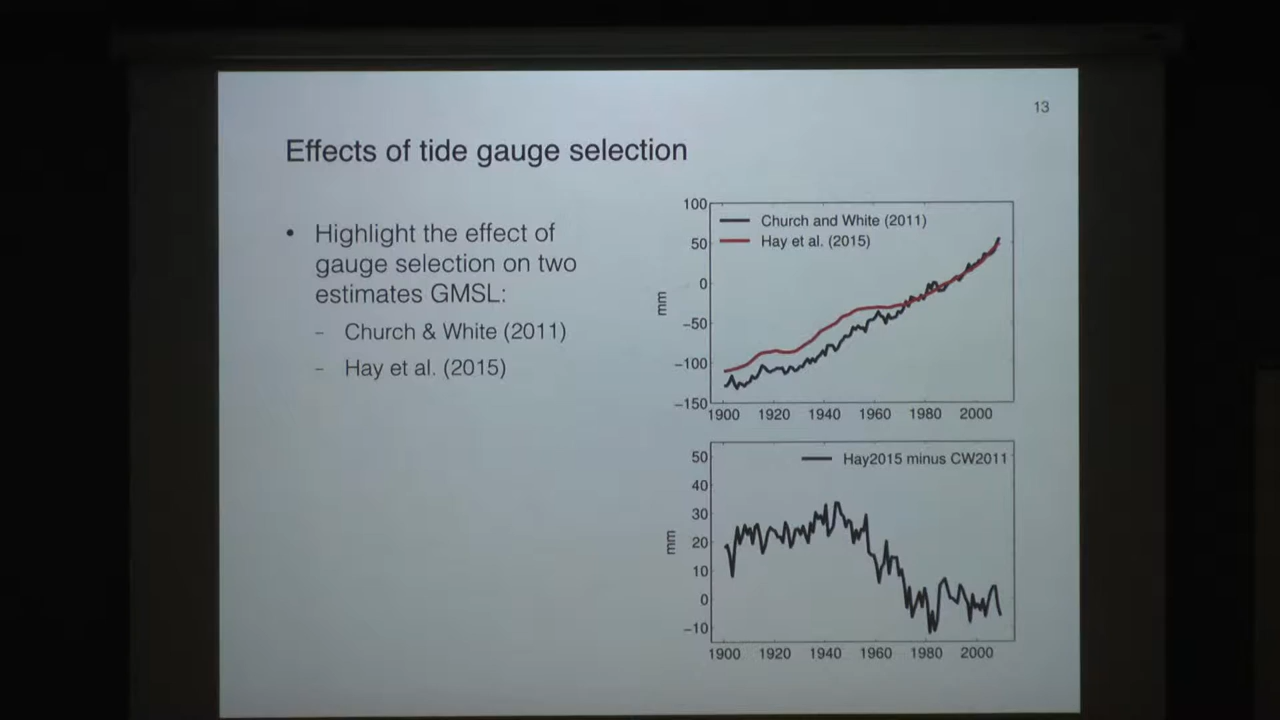 13
Effects of tide gauge selection
• Highlight the effect of
gauge selection on two
estimates GMSL:
– Church & White (2011)
– Hay et al. (2015)
100
50
0
−50
−100
−150
mm
Church and White (2011)
Hay et al. (2015)
1900 1920 1940 1960 1980 2000
50
40
30
20
10
0
−10
mm
Hay2015 minus CW2011
1900 1920 1940 1960 1980 2000